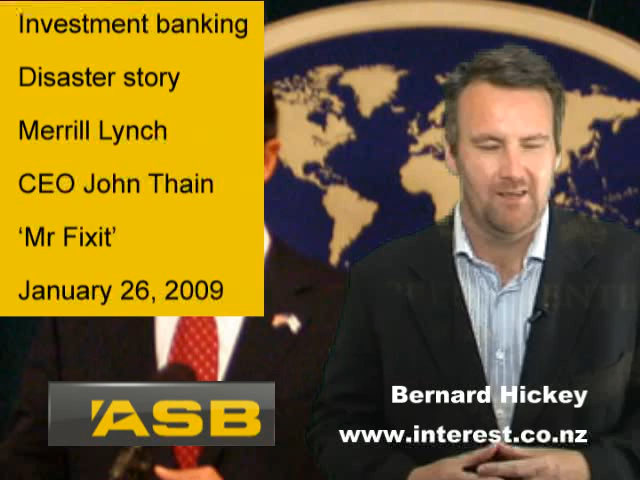 Investment banking
Disaster story
Merrill Lynch
CEO John Thain
‘Mr Fixit’
January 26, 2009
ASB
Bernard Hickey
www.interest.co.nz